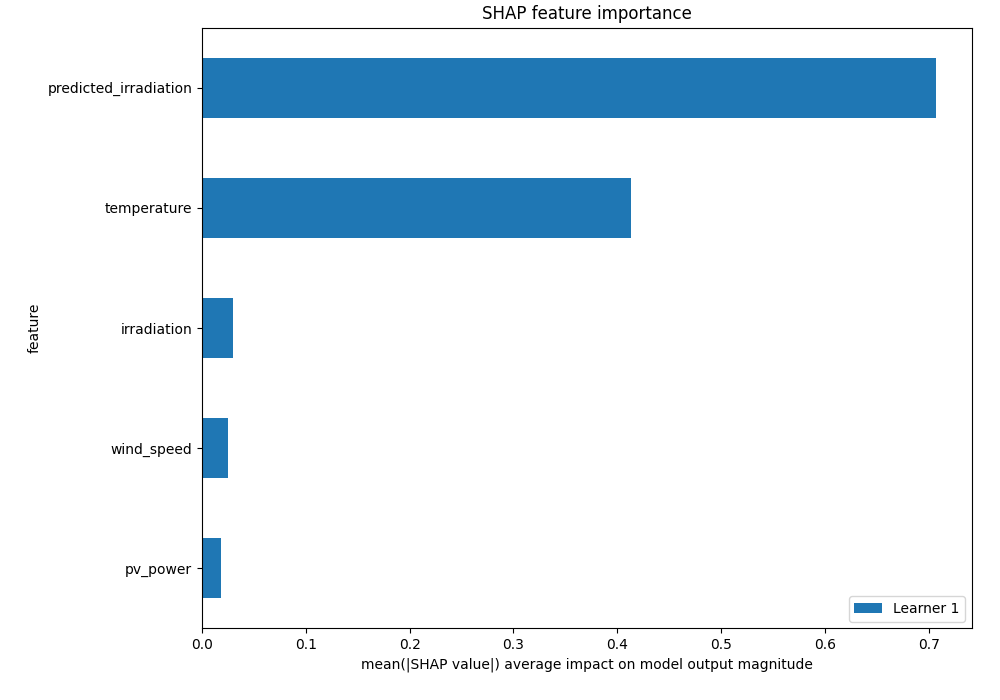 SHAP feature importance
predicted_irradiation
temperature
irradiation
wind_speed
pv_power
feature
Learner 1
0.0 0.1 0.2 0.3 0.4 0.5 0.6 0.7
mean(|SHAP value|) average impact on model output magnitude